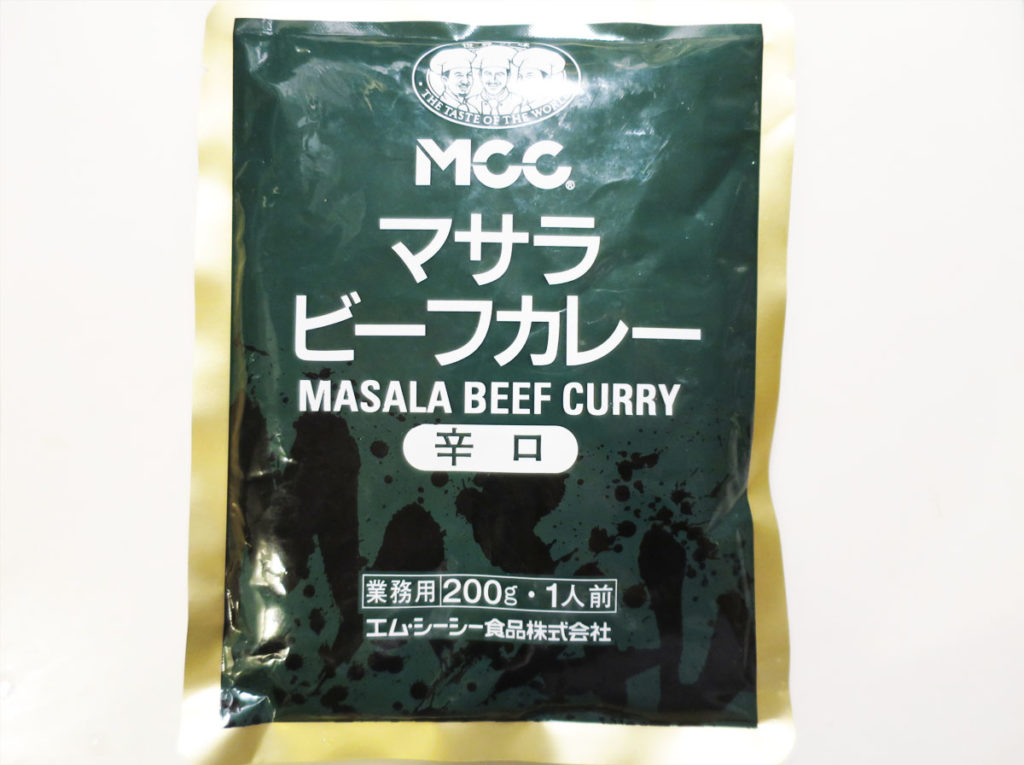 THE TASTE OF THE WORLD
MCC®
マサラ
ビーフカレー
MASALA BEEF CURRY
辛口
業務用 200g・1人前
エム・シーシー食品株式会社